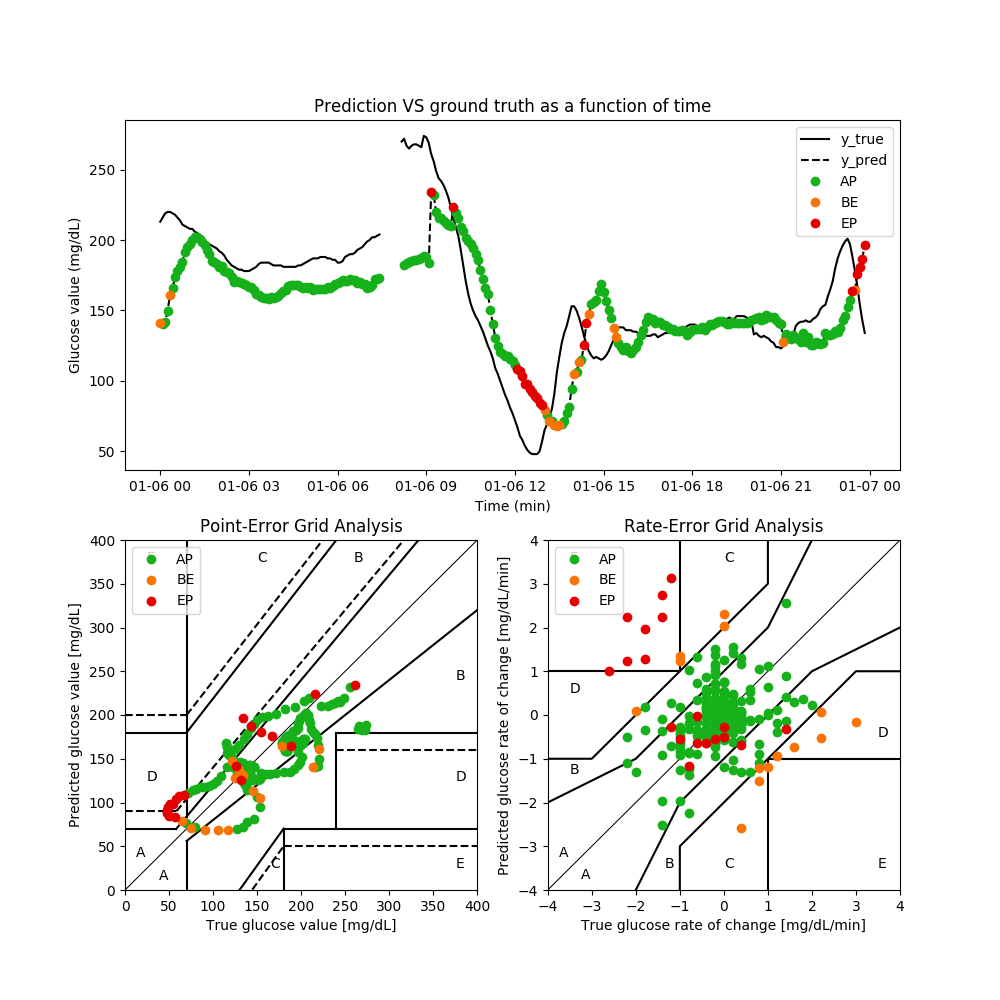 Prediction VS ground truth as a function of time
Glucose value (mg/dL)
250
200
150
100
50
y_true
y_pred
AP
BE
EP
01-06 00 01-06 03 01-06 06 01-06 09 01-06 12 01-06 15 01-06 18 01-06 21 01-07 00
Time (min)
Point-Error Grid Analysis
Predicted glucose value [mg/dL]
400
350
300
250
200
150
100
50
0
AP
BE
EP
C
B
B
D
D
A
A
C
E
0 50 100 150 200 250 300 350 400
True glucose value [mg/dL]
Rate-Error Grid Analysis
Predicted glucose rate of change [mg/dL/min]
4
3
2
1
0
−1
−2
−3
−4
AP
BE
EP
C
D
D
B
A
A
B
C
E
−4 −3 −2 −1 0 1 2 3 4
True glucose rate of change [mg/dL/min]